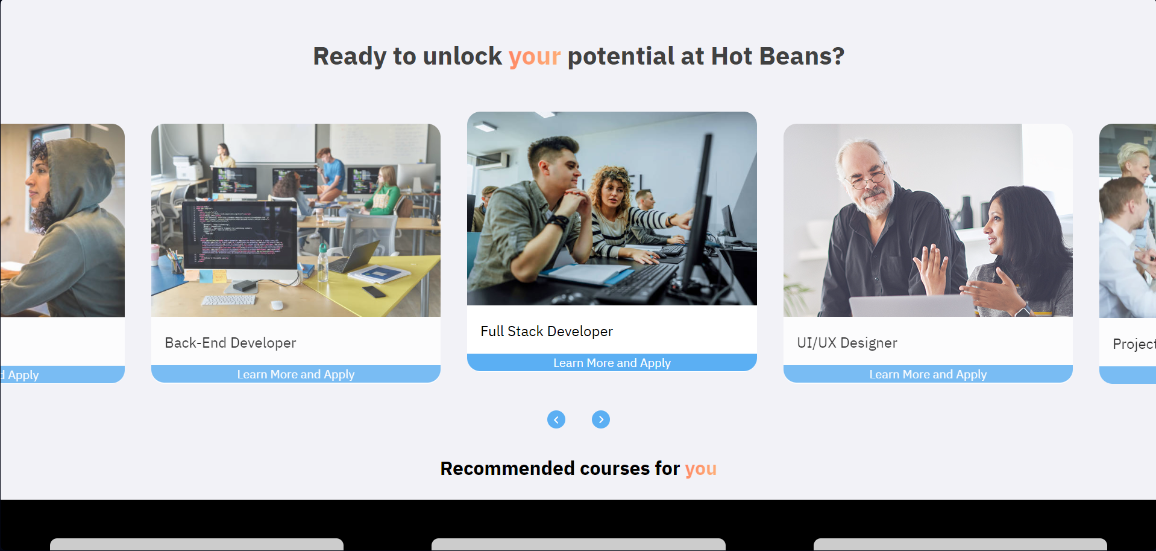 Ready to unlock your potential at Hot Beans?
Back-End Developer
Full Stack Developer
UI/UX Designer
Project
d Apply
Learn More and Apply
Learn More and Apply
Learn More and Apply
Recommended courses for you